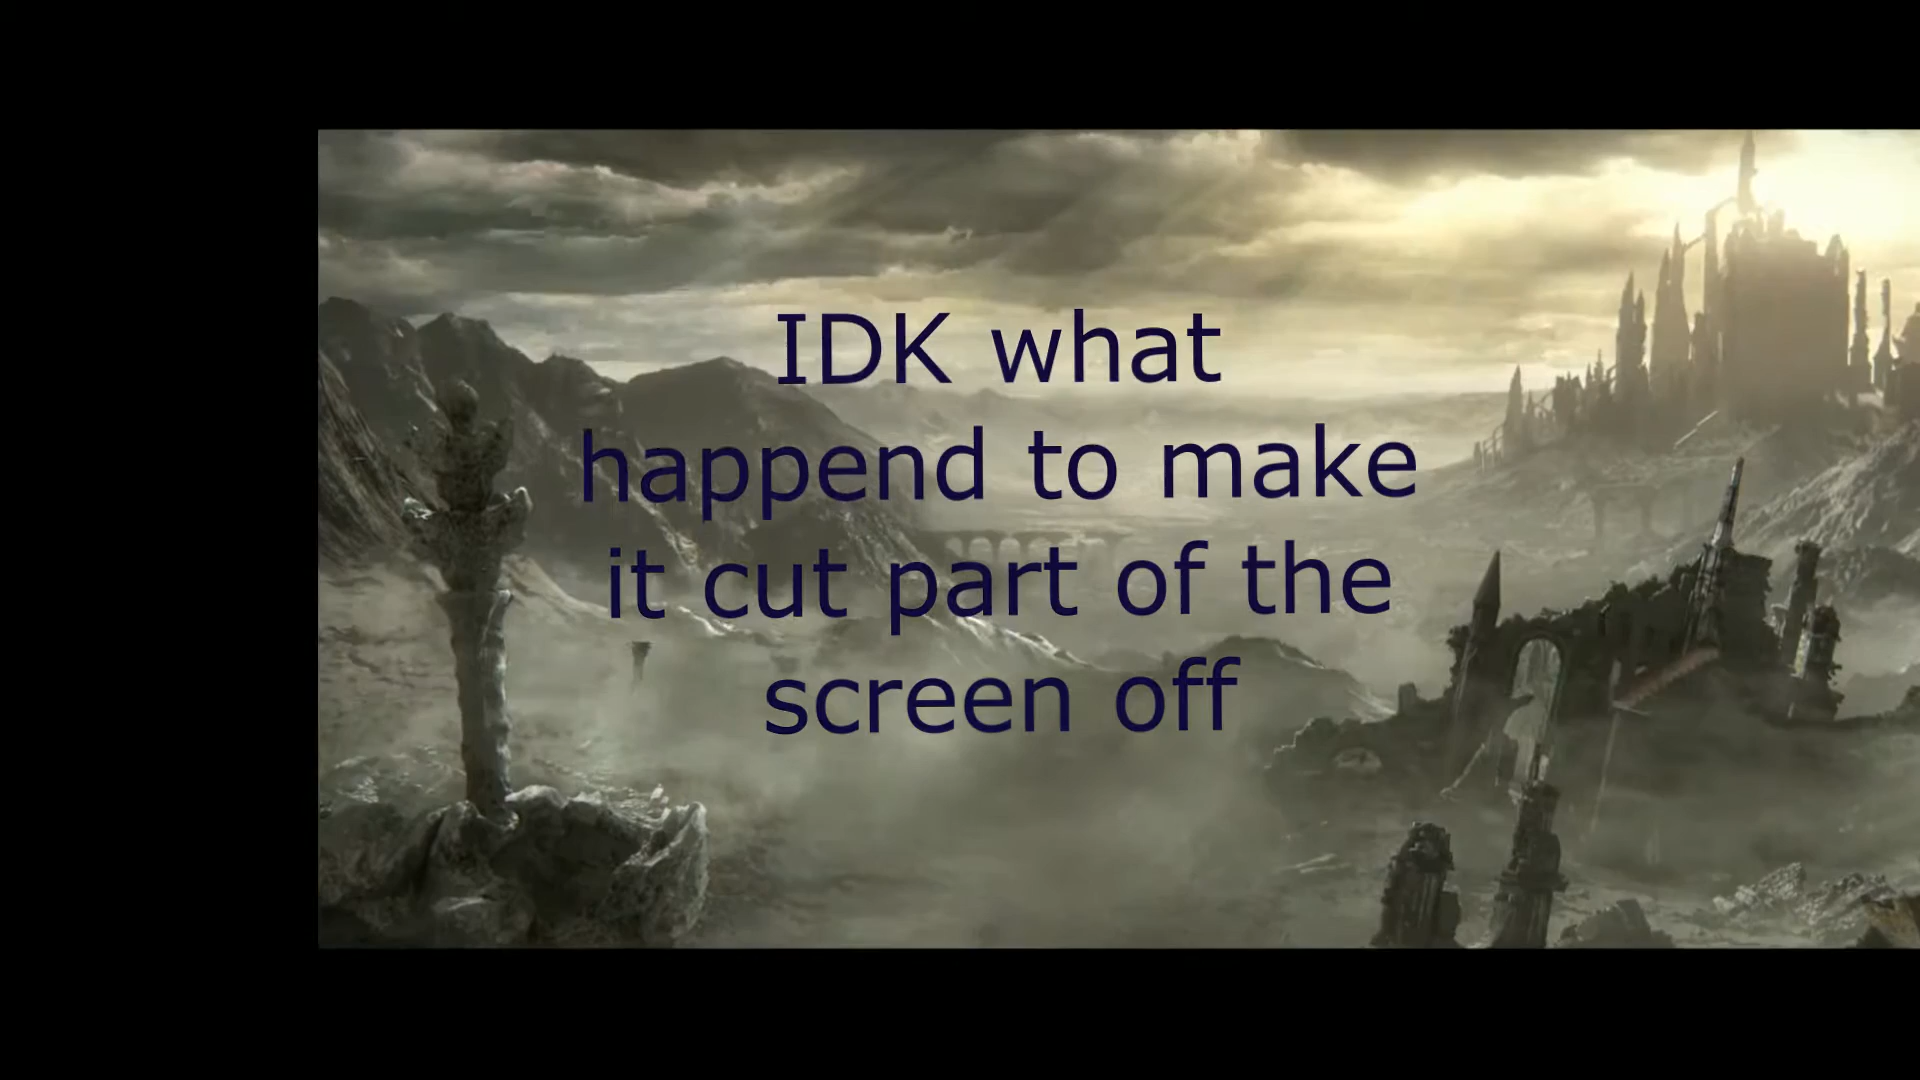 IDK what
happend to make
it cut part of the
screen off